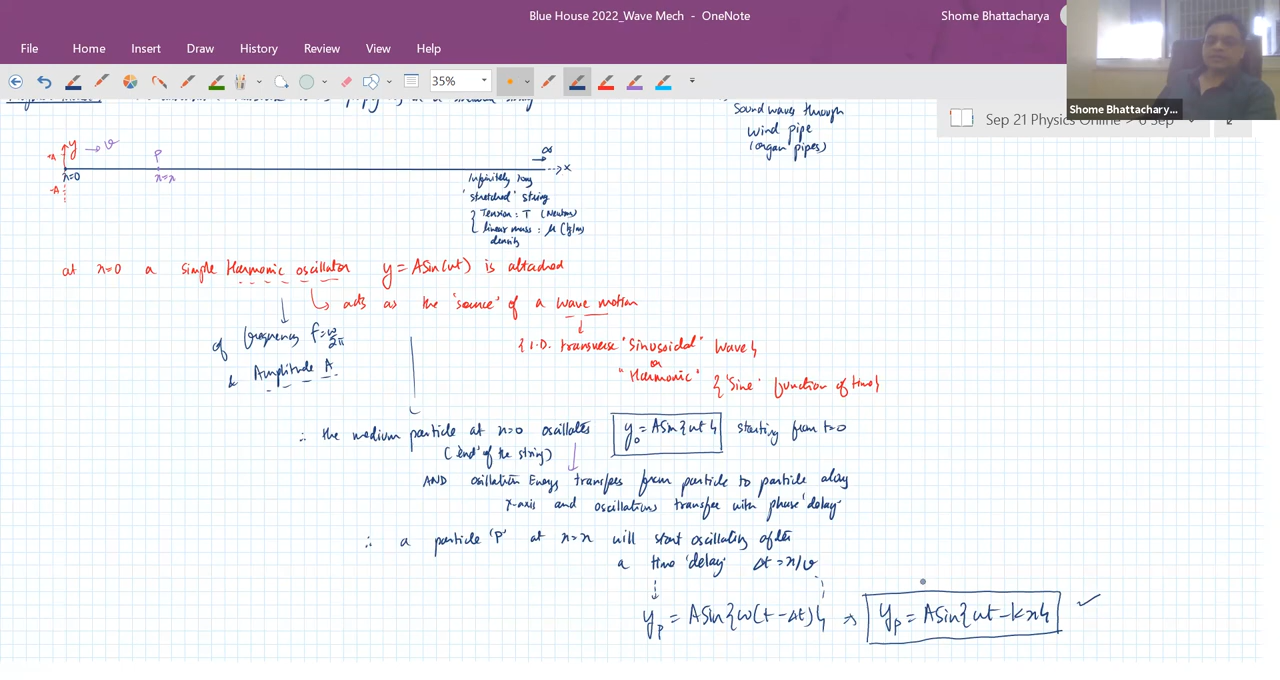 Blue House 2022_Wave Mech - OneNote
Shome Bhattacharya
File Home Insert Draw History Review View Help
35%
Shome Bhattachary...
Sep 21 Physics Online > 6 Sep
Sound waves through
Wind pipe
(organ pipes)
+A y → v
P
∞
x=0
x=x
x
-A
Infinitely long
'stretched' string
{ Tension : T (Newtons)
linear mass : μ (kg/m)
density
at x=0 a simple Harmonic oscillator y = ASin(ωt) is attached
acts as the 'source' of a wave motion
of frequency f = ω/2π
& Amplitude A
{ 1.D. transverse "Sinusoidal" Wave }
or
"Harmonic" { 'Sine' function of time }
∴ the medium particle at x=0 oscillates y₀ = ASin{ωt} starting from t=0
('end' of the string)
AND oscillation Energy transfers from particle to particle along
x-axis and oscillations transfer with phase 'delay'
∴ a particle 'P' at x=x will start oscillating after
a time 'delay' Δt = x/v
yₚ = ASin{ω(t-Δt)} ⇒ yₚ = ASin{ωt - kx} ✓